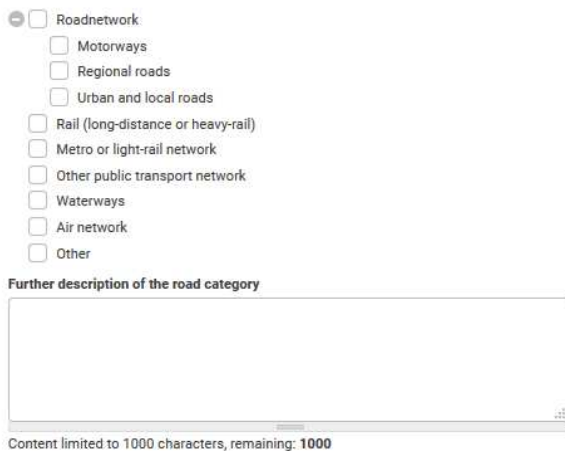 Roadnetwork
Motorways
Regional roads
Urban and local roads
Rail (long-distance or heavy-rail)
Metro or light-rail network
Other public transport network
Waterways
Air network
Other
Further description of the road category
Content limited to 1000 characters, remaining: 1000